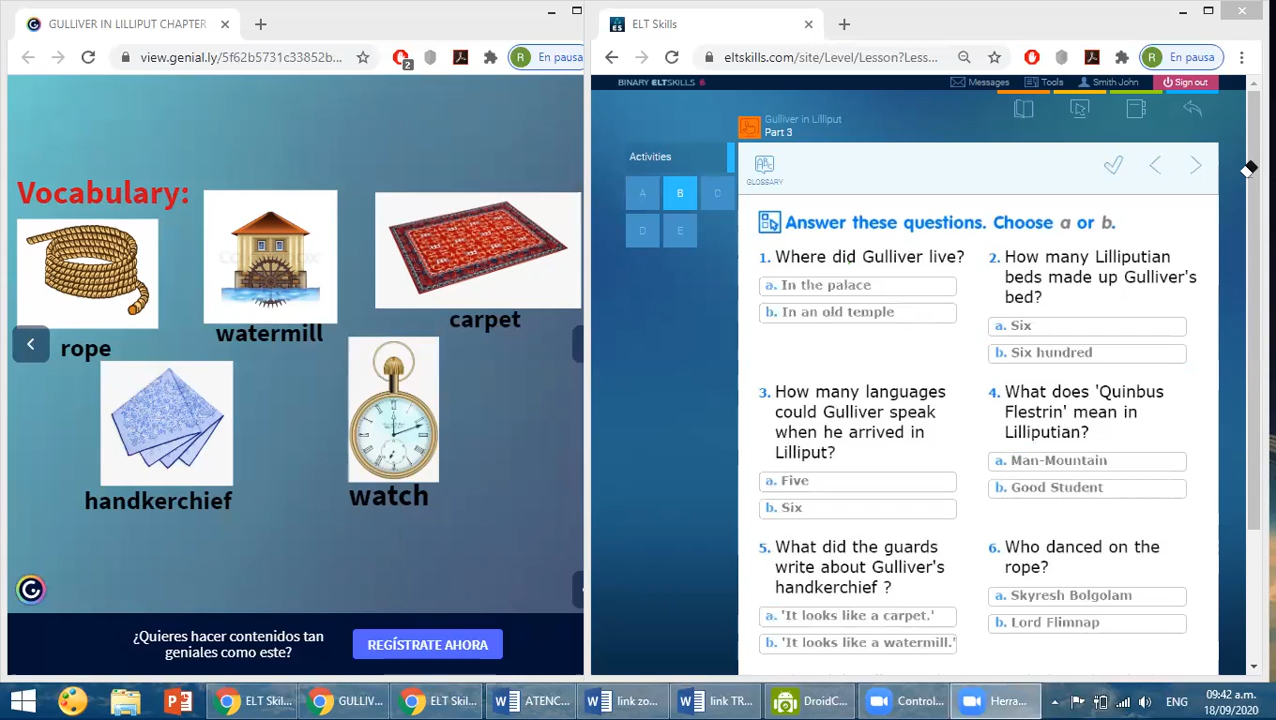 GULLIVER IN LILLIPUT CHAPTER
ELT Skills
view.genial.ly/5f62b5731c33852b...
2
R En pausa
eltskills.com/site/Level/Lesson?Less...
R En pausa
BINARY ELTSKILLS 6
Messages
Tools
Smith John
Sign out
Gulliver in Lilliput
Part 3
Activities
A
B
C
D
E
GLOSSARY
Vocabulary:
rope
watermill
carpet
handkerchief
watch
Answer these questions. Choose a or b.
1. Where did Gulliver live?
a. In the palace
b. In an old temple
2. How many Lilliputian
beds made up Gulliver's
bed?
a. Six
b. Six hundred
3. How many languages
could Gulliver speak
when he arrived in
Lilliput?
a. Five
b. Six
4. What does 'Quinbus
Flestrin' mean in
Lilliputian?
a. Man-Mountain
b. Good Student
5. What did the guards
write about Gulliver's
handkerchief ?
a. 'It looks like a carpet.'
b. 'It looks like a watermill.'
6. Who danced on the
rope?
a. Skyresh Bolgolam
b. Lord Flimnap
¿Quieres hacer contenidos tan
geniales como este?
REGÍSTRATE AHORA
ELT Skil...
GULLIV...
ELT Skil...
ATENC...
link zo...
link TR...
DroidC...
Control...
Herra...
ENG
09:42 a.m.
18/09/2020